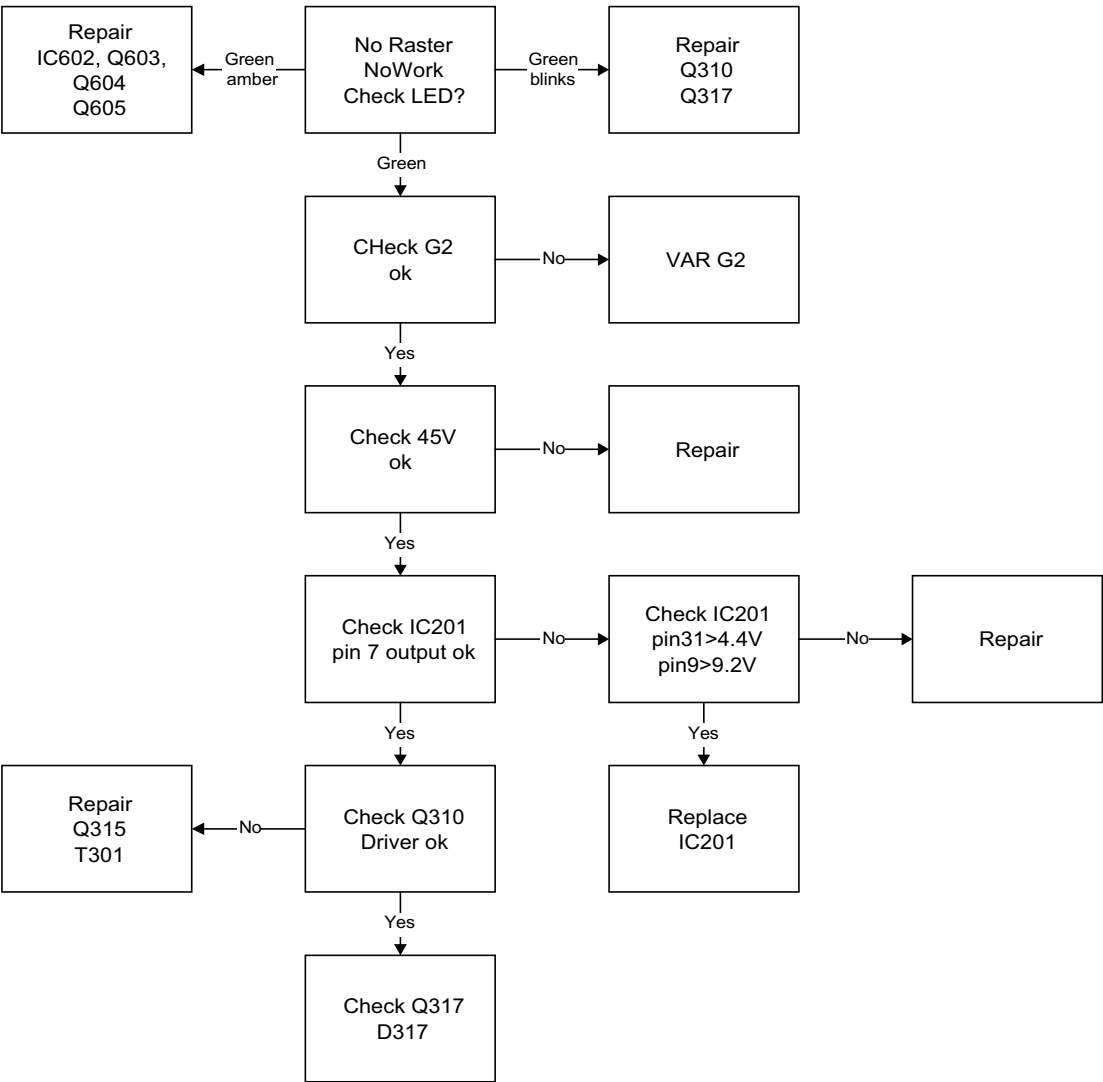 Repair
IC602, Q603,
Q604
Q605
Green
amber
No Raster
NoWork
Check LED?
Green
blinks
Repair
Q310
Q317
Green
CHeck G2
ok
No
VAR G2
Yes
Check 45V
ok
No
Repair
Yes
Check IC201
pin 7 output ok
No
Check IC201
pin31>4.4V
pin9>9.2V
No
Repair
Yes
Yes
Repair
Q315
T301
No
Check Q310
Driver ok
Replace
IC201
Yes
Check Q317
D317